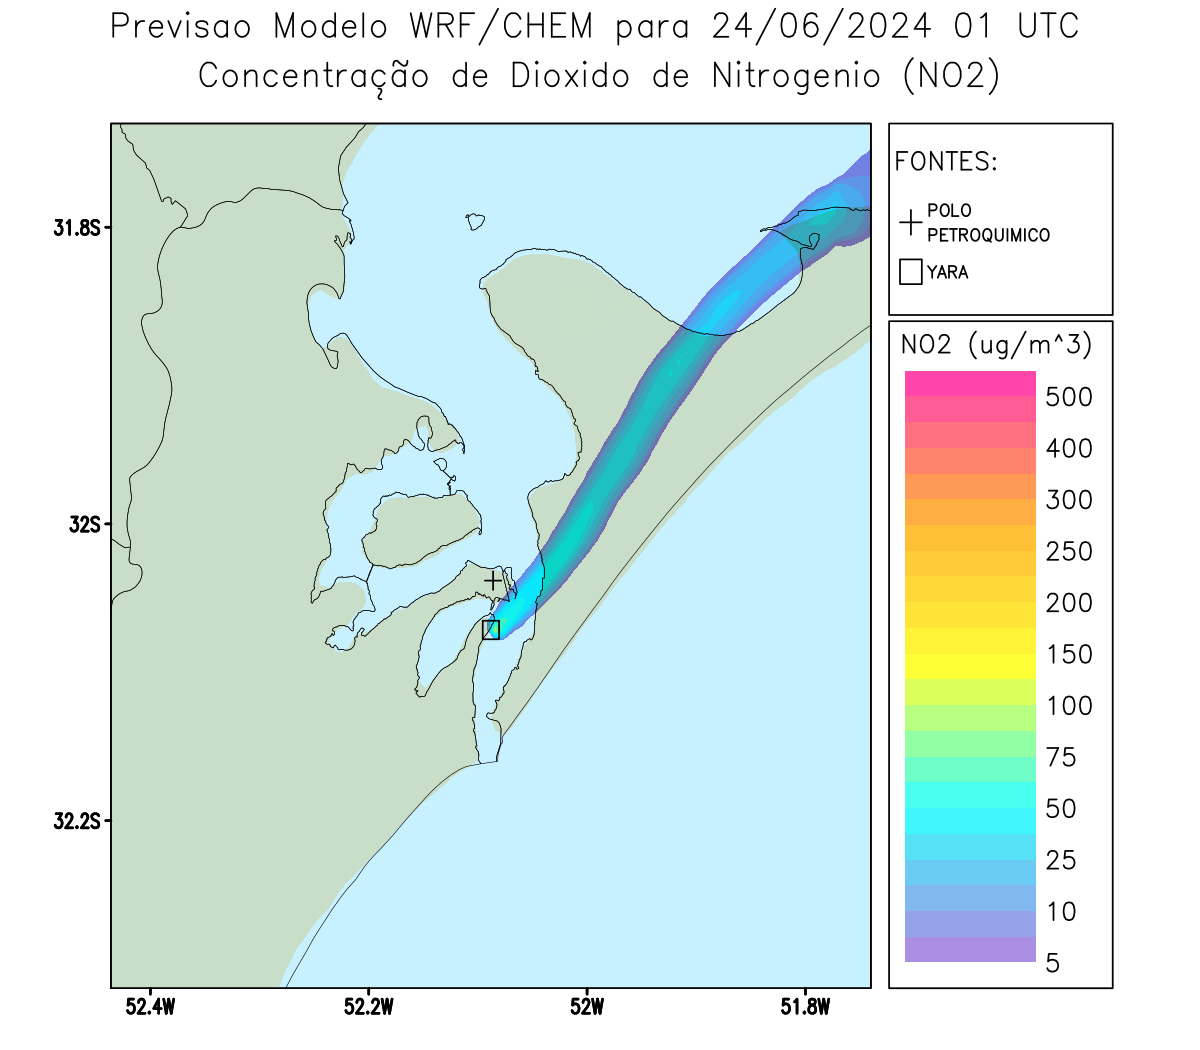 Previsao Modelo WRF/CHEM para 24/06/2024 01 UTC
Concentração de Dioxido de Nitrogenio (NO2)
FONTES:
POLO
PETROQUIMICO
YARA
31.8S
32S
32.2S
52.4W
52.2W
52W
51.8W
NO2 (ug/m^3)
500
400
300
250
200
150
100
75
50
25
10
5